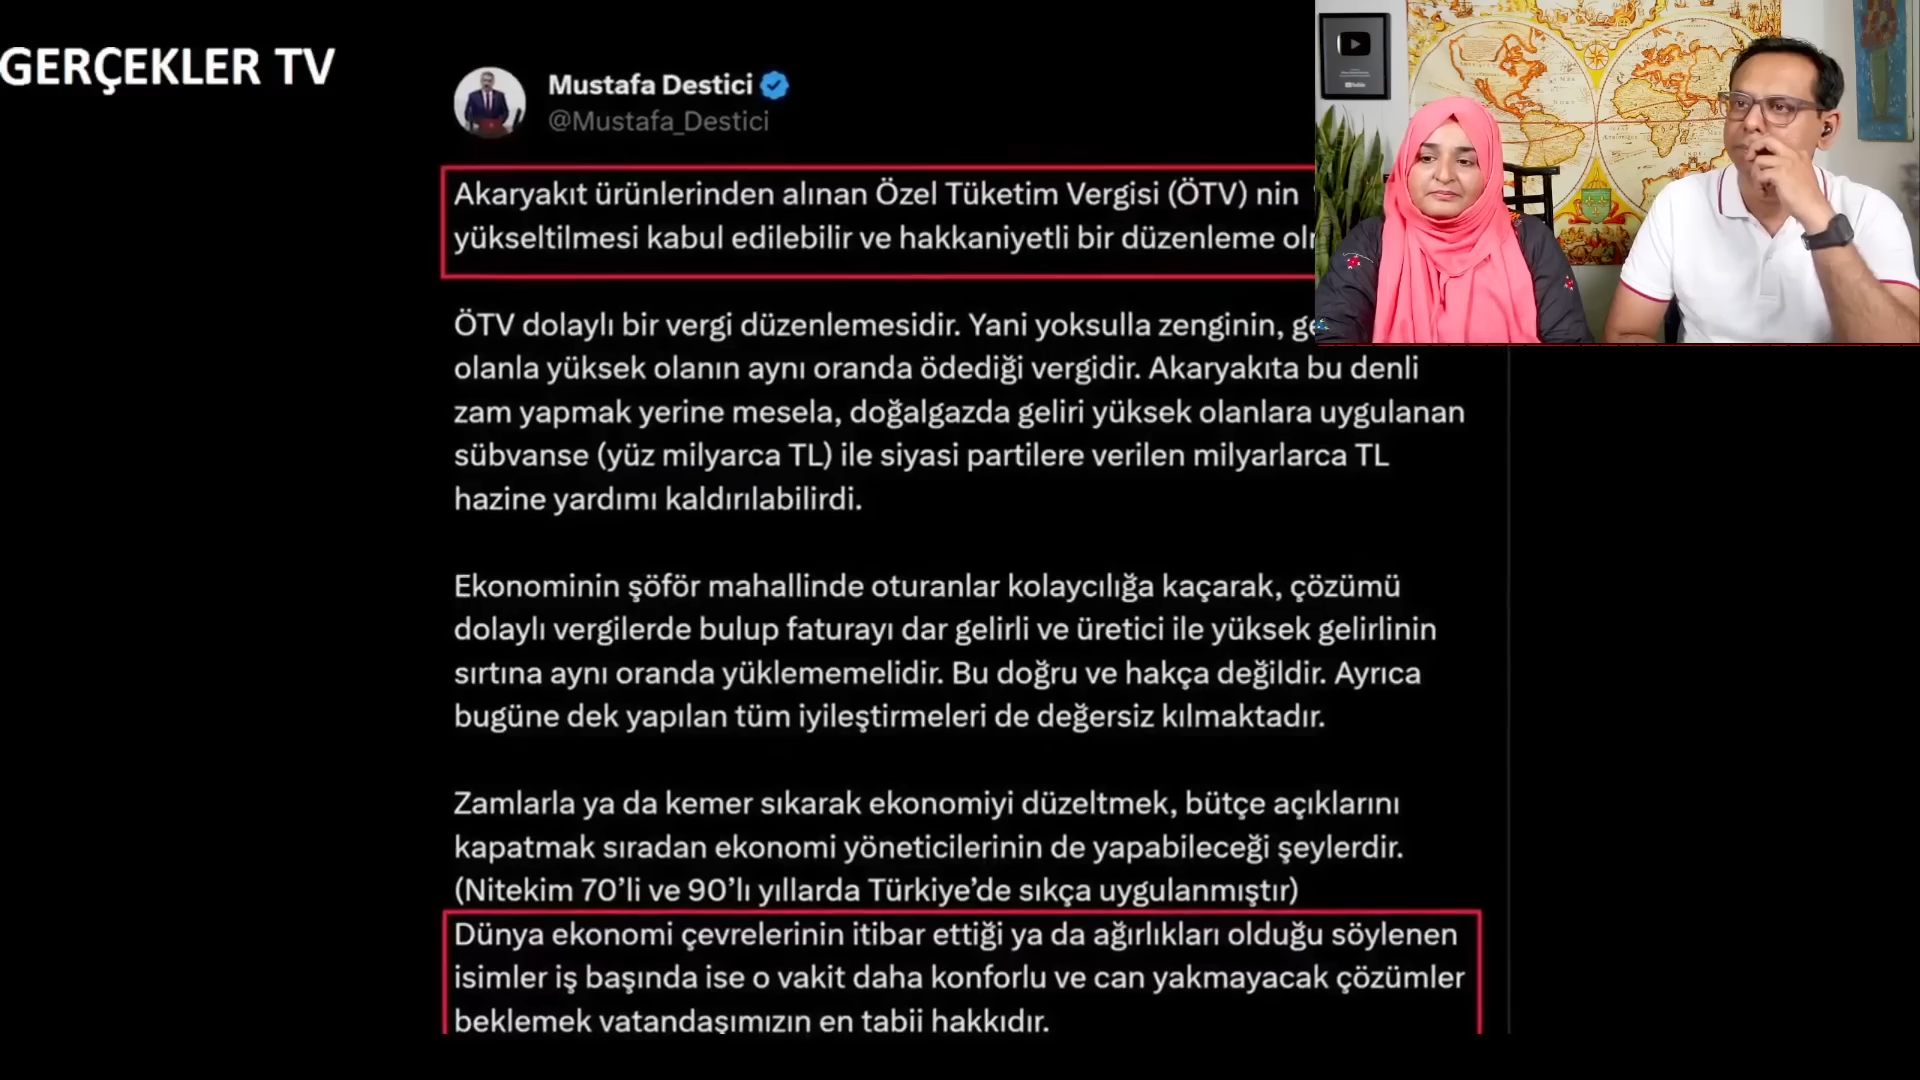 GERÇEKLER TV
Mustafa Destici
@Mustafa_Destici
Akaryakıt ürünlerinden alınan Özel Tüketim Vergisi (ÖTV) nin
yükseltilmesi kabul edilebilir ve hakkaniyetli bir düzenleme
ÖTV dolaylı bir vergi düzenlemesidir. Yani yoksulla zenginin,
olanla yüksek olanın aynı oranda ödediği vergidir. Akaryakıta bu denli
zam yapmak yerine mesela, doğalgazda geliri yüksek olanlara uygulanan
sübvanse (yüz milyarca TL) ile siyasi partilere verilen milyarlarca TL
hazine yardımı kaldırılabilirdi.
Ekonominin şöför mahallinde oturanlar kolaycılığa kaçarak, çözümü
dolaylı vergilerde bulup faturayı dar gelirli ve üretici ile yüksek gelirlinin
sırtına aynı oranda yüklememelidir. Bu doğru ve hakça değildir. Ayrıca
bugüne dek yapılan tüm iyileştirmeleri de değersiz kılmaktadır.
Zamlarla ya da kemer sıkarak ekonomiyi düzeltmek, bütçe açıklarını
kapatmak sıradan ekonomi yöneticilerinin de yapabileceği şeylerdir.
(Nitekim 70'li ve 90'lı yıllarda Türkiye'de sıkça uygulanmıştır)
Dünya ekonomi çevrelerinin itibar ettiği ya da ağırlıkları olduğu söylenen
isimler iş başında ise o vakit daha konforlu ve can yakmayacak çözümler
beklemek vatandaşımızın en tabii hakkıdır.